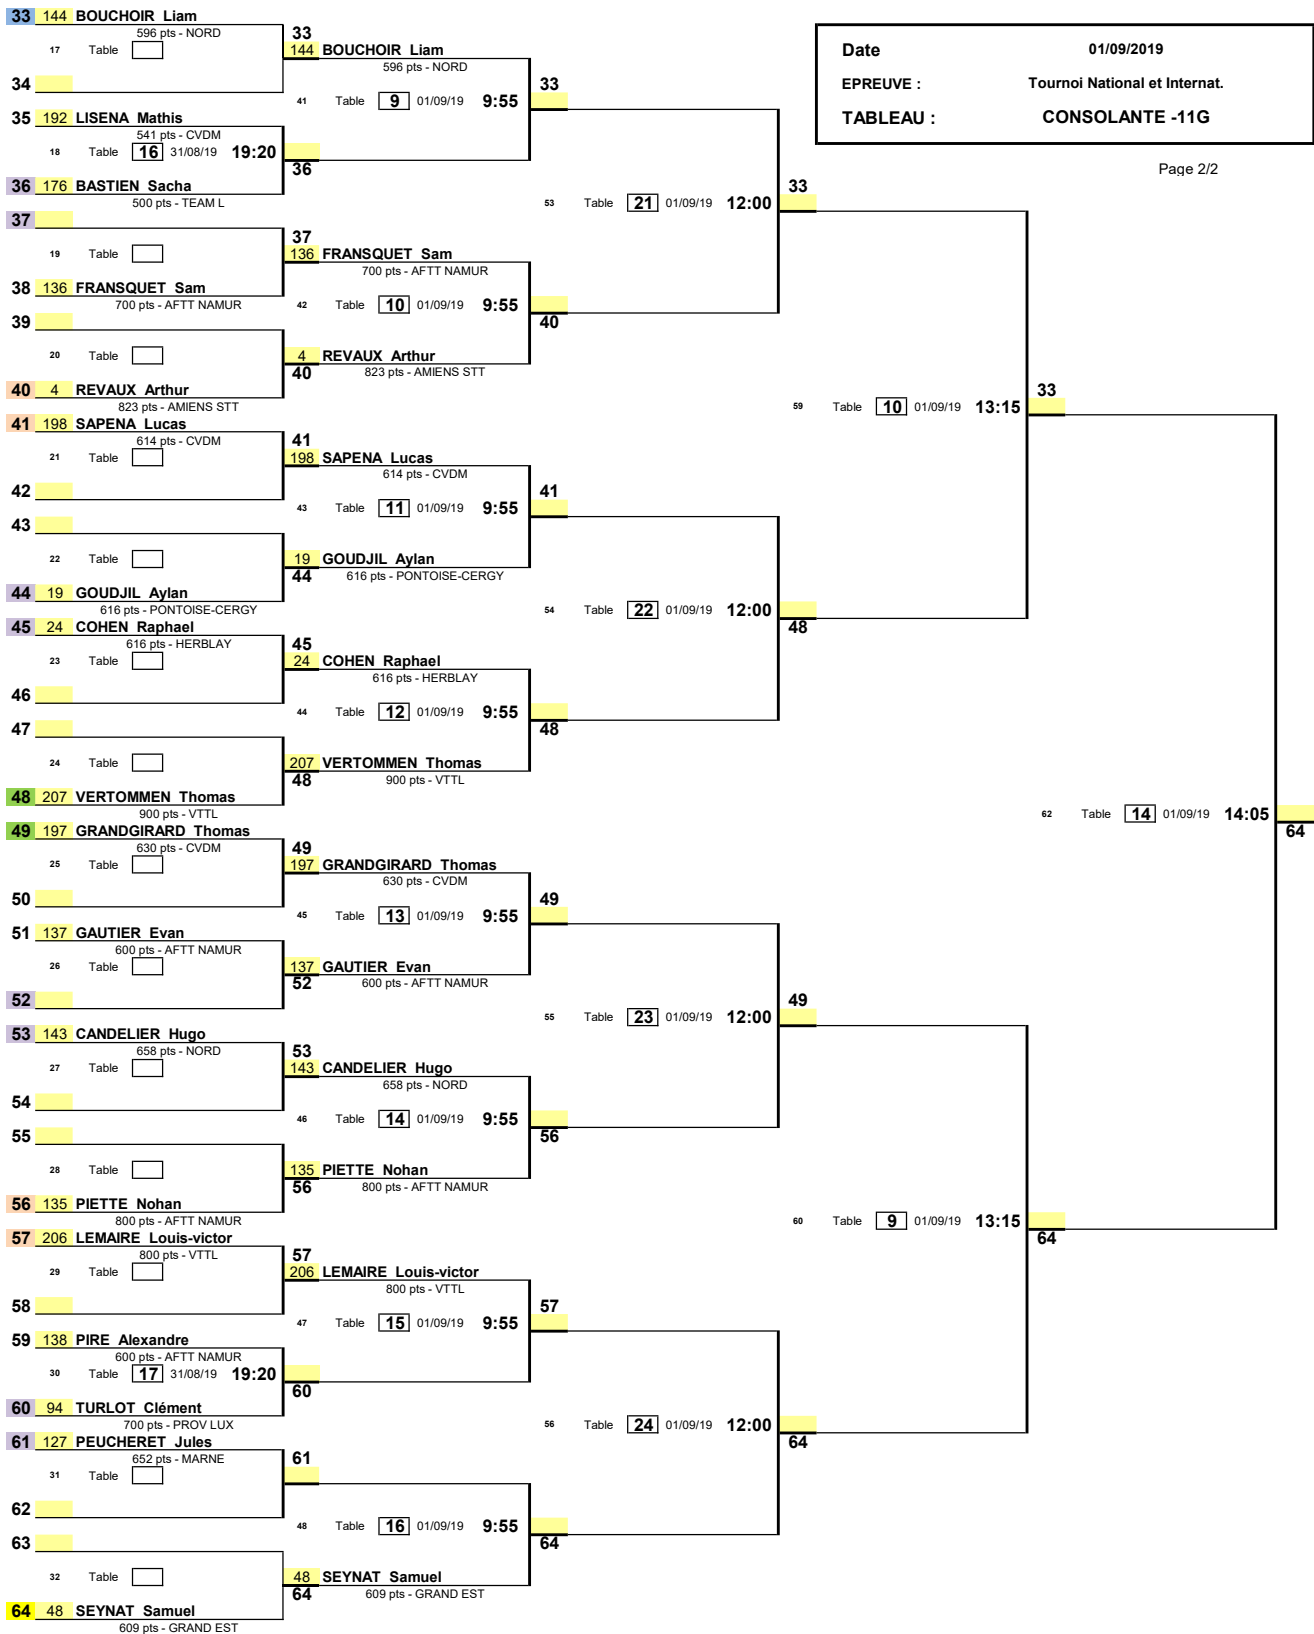 Date 01/09/2019
EPREUVE : Tournoi National et Internat.
TABLEAU : CONSOLANTE -11G
Page 2/2
33 144 BOUCHOIR Liam
596 pts - NORD
17 Table
34
33
144 BOUCHOIR Liam
596 pts - NORD
41 Table 9 01/09/19 9:55
33
35 192 LISENA Mathis
541 pts - CVDM
18 Table 16 31/08/19 19:20
36
36 176 BASTIEN Sacha
500 pts - TEAM L
53 Table 21 01/09/19 12:00
33
37
19 Table
37
136 FRANSQUET Sam
700 pts - AFTT NAMUR
38 136 FRANSQUET Sam
700 pts - AFTT NAMUR
42 Table 10 01/09/19 9:55
40
39
20 Table
4 REVAUX Arthur
40
823 pts - AMIENS STT
40 4 REVAUX Arthur
823 pts - AMIENS STT
59 Table 10 01/09/19 13:15
33
41 198 SAPENA Lucas
614 pts - CVDM
21 Table
42
41
198 SAPENA Lucas
614 pts - CVDM
43 Table 11 01/09/19 9:55
41
43
22 Table
19 GOUDJIL Aylan
44
616 pts - PONTOISE-CERGY
44 19 GOUDJIL Aylan
616 pts - PONTOISE-CERGY
54 Table 22 01/09/19 12:00
48
45 24 COHEN Raphael
616 pts - HERBLAY
23 Table
46
45
24 COHEN Raphael
616 pts - HERBLAY
44 Table 12 01/09/19 9:55
48
47
24 Table
207 VERTOMMEN Thomas
48
900 pts - VTTL
48 207 VERTOMMEN Thomas
900 pts - VTTL
62 Table 14 01/09/19 14:05
64
49 197 GRANDGIRARD Thomas
630 pts - CVDM
25 Table
50
49
197 GRANDGIRARD Thomas
630 pts - CVDM
45 Table 13 01/09/19 9:55
49
51 137 GAUTIER Evan
600 pts - AFTT NAMUR
26 Table
137 GAUTIER Evan
52
600 pts - AFTT NAMUR
52
55 Table 23 01/09/19 12:00
49
53 143 CANDELIER Hugo
658 pts - NORD
27 Table
54
53
143 CANDELIER Hugo
658 pts - NORD
46 Table 14 01/09/19 9:55
56
55
28 Table
135 PIETTE Nohan
56
800 pts - AFTT NAMUR
56 135 PIETTE Nohan
800 pts - AFTT NAMUR
60 Table 9 01/09/19 13:15
64
57 206 LEMAIRE Louis-victor
800 pts - VTTL
29 Table
58
57
206 LEMAIRE Louis-victor
800 pts - VTTL
47 Table 15 01/09/19 9:55
57
59 138 PIRE Alexandre
600 pts - AFTT NAMUR
30 Table 17 31/08/19 19:20
60
60 94 TURLOT Clément
700 pts - PROV LUX
56 Table 24 01/09/19 12:00
64
61 127 PEUCHERET Jules
652 pts - MARNE
31 Table
62
61
48 Table 16 01/09/19 9:55
64
63
32 Table
48 SEYNAT Samuel
64
609 pts - GRAND EST
64 48 SEYNAT Samuel
609 pts - GRAND EST